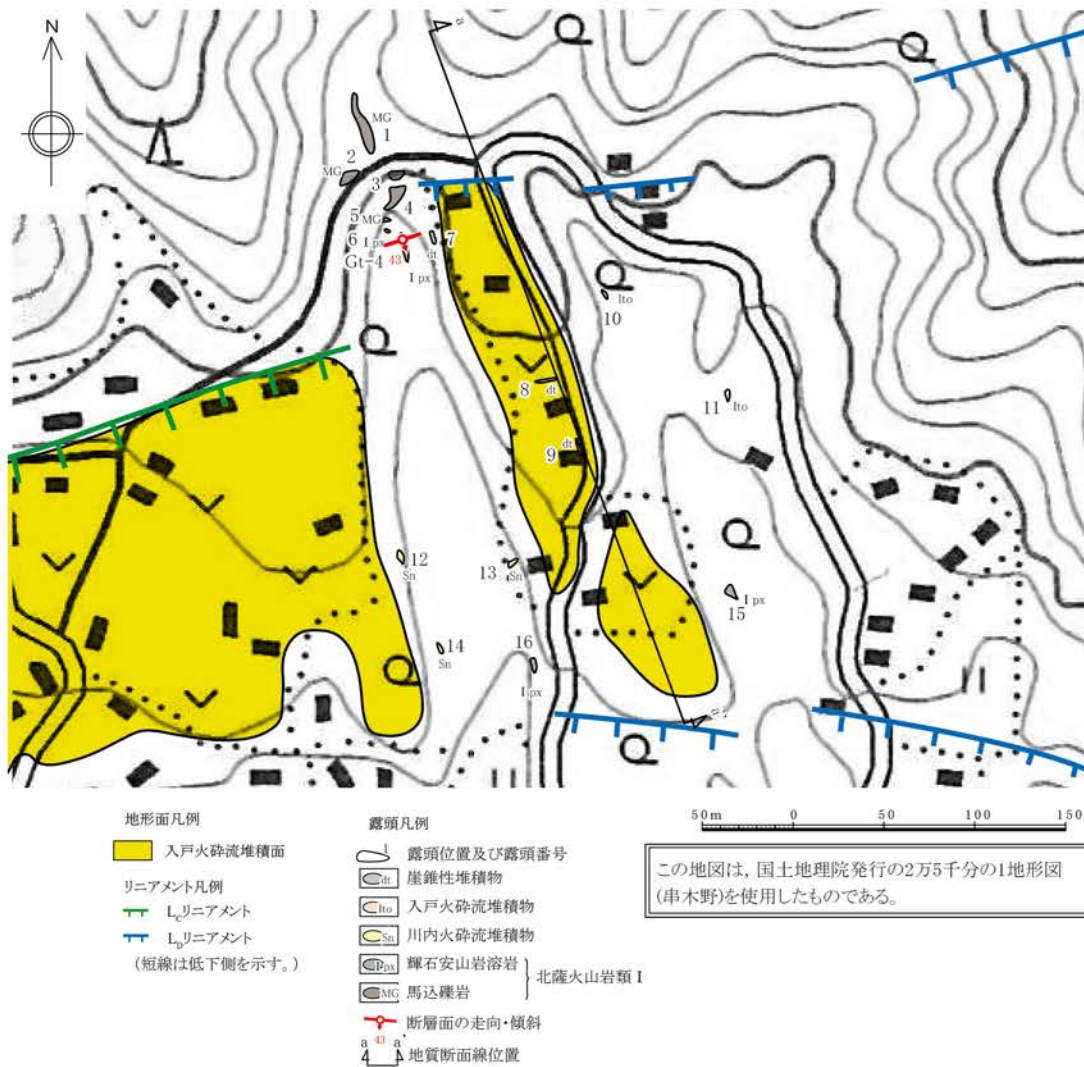 N
a
MG
1
2
MG
3
4
5 MG
6 I px
7
dt
Gt-4 43
I px
Ito
10
8
dt
11 Ito
dt
9
12
Sn
13 Sn
I px
15
14
Sn
16
I px
a'
地形面凡例
入戸火砕流堆積面
リニアメント凡例
LCリニアメント
LDリニアメント
(短線は低下側を示す。)
露頭凡例
1 露頭位置及び露頭番号
dt 崖錐性堆積物
Ito 入戸火砕流堆積物
Sn 川内火砕流堆積物
I px 輝石安山岩溶岩
MG 馬込礫岩
北薩火山岩類 I
43 断層面の走向・傾斜
a a' 地質断面線位置
50m 0 50 100 150
この地図は，国土地理院発行の2万5千分の1地形図
(串木野)を使用したものである。